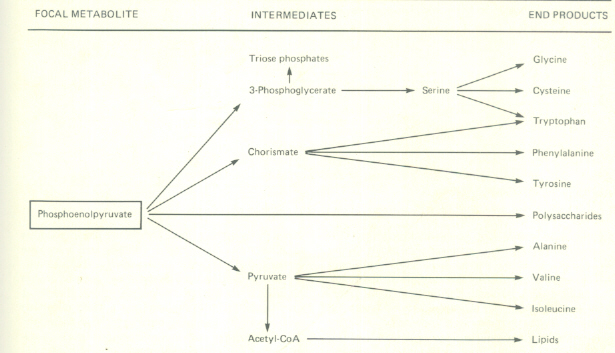 FOCAL METABOLITE INTERMEDIATES END PRODUCTS
Triose phosphates
Glycine
3-Phosphoglycerate Serine Cysteine
Tryptophan
Chorismate Phenylalanine
Tyrosine
Phosphoenolpyruvate Polysaccharides
Alanine
Pyruvate Valine
Isoleucine
Acetyl-CoA Lipids